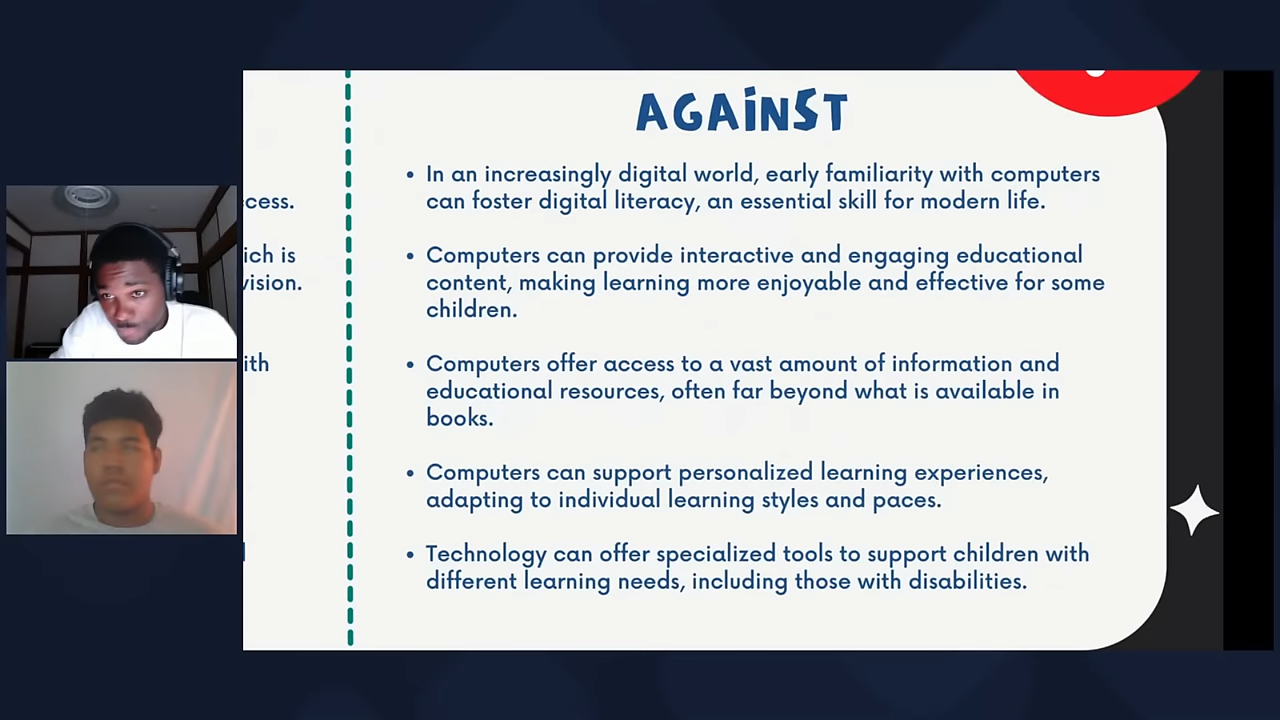 AGAINST
cess.
ich is
vision.
ith
• In an increasingly digital world, early familiarity with computers
can foster digital literacy, an essential skill for modern life.
• Computers can provide interactive and engaging educational
content, making learning more enjoyable and effective for some
children.
• Computers offer access to a vast amount of information and
educational resources, often far beyond what is available in
books.
• Computers can support personalized learning experiences,
adapting to individual learning styles and paces.
• Technology can offer specialized tools to support children with
different learning needs, including those with disabilities.